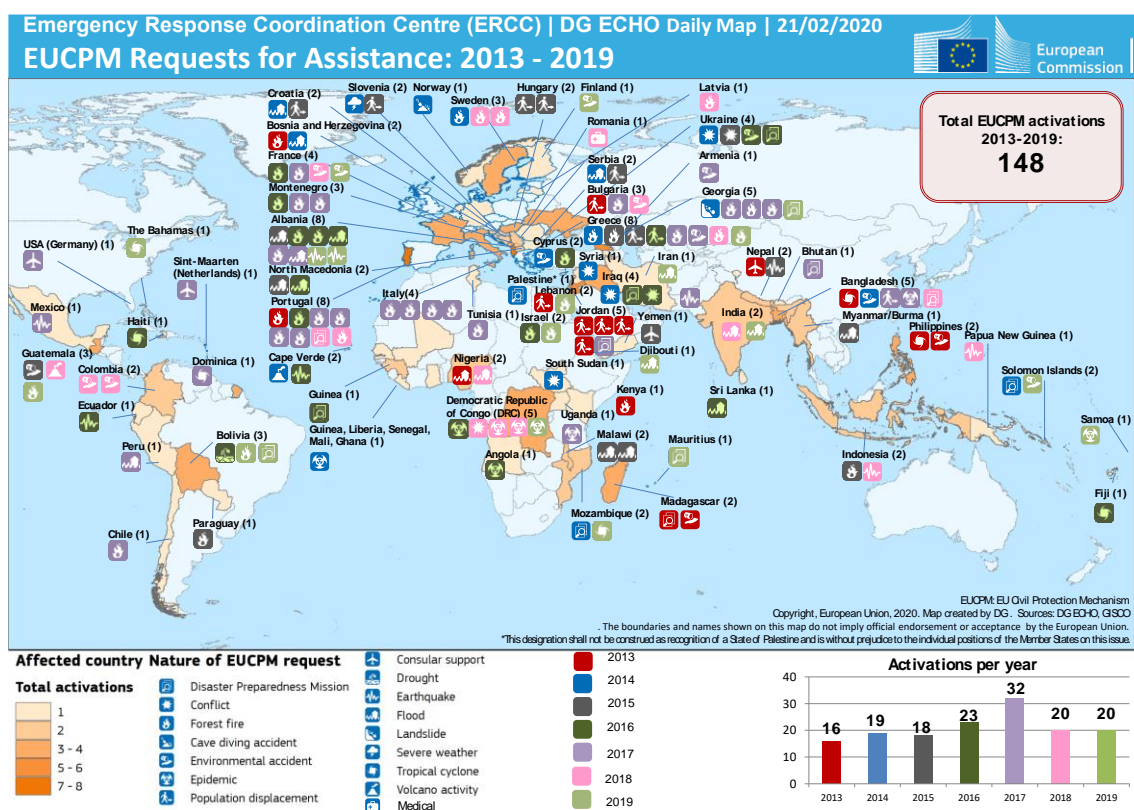 Emergency Response Coordination Centre (ERCC) | DG ECHO Daily Map | 21/02/2020
EUCPM Requests for Assistance: 2013 - 2019
European
Commission
Total EUCPM activations
2013-2019:
148
Croatia (2)
Slovenia (2)
Norway (1)
Sweden (3)
Hungary (2)
Finland (1)
Latvia (1)
Bosnia and Herzegovina (2)
Romania (1)
Ukraine (4)
France (4)
Serbia (2)
Armenia (1)
Montenegro (3)
Bulgaria (3)
Georgia (5)
Albania (8)
Greece (8)
USA (Germany) (1)
The Bahamas (1)
Sint-Maarten
(Netherlands) (1)
North Macedonia (2)
Cyprus (2)
Syria (1)
Iran (1)
Nepal (2)
Bhutan (1)
Palestine* (1)
Iraq (4)
Lebanon (2)
Bangladesh (5)
Mexico (1)
Portugal (8)
Italy(4)
Tunisia (1)
Israel (2)
Jordan (5)
Yemen (1)
India (2)
Myanmar/Burma (1)
Haiti (1)
Philippines (2)
Papua New Guinea (1)
Guatemala (3)
Colombia (2)
Dominica (1)
Cape Verde (2)
Nigeria (2)
South Sudan (1)
Djibouti (1)
Solomon Islands (2)
Ecuador (1)
Guinea (1)
Democratic Republic
of Congo (DRC) (5)
Kenya (1)
Sri Lanka (1)
Guinea, Liberia, Senegal,
Mali, Ghana (1)
Uganda (1)
Samoa (1)
Peru (1)
Bolivia (3)
Angola (1)
Malawi (2)
Mauritius (1)
Indonesia (2)
Chile (1)
Paraguay (1)
Mozambique (2)
Madagascar (2)
Fiji (1)
EUCPM: EU Civil Protection Mechanism
Copyright, European Union, 2020. Map created by DG . Sources: DG ECHO, GISCO
. The boundaries and names shown on this map do not imply official endorsement or acceptance by the European Union.
*This designation shall not be construed as recognition of a State of Palestine and is without prejudice to the individual positions of the Member States on this issue.
Affected country
Total activations
1
2
3 - 4
5 - 6
7 - 8
Nature of EUCPM request
Disaster Preparedness Mission
Conflict
Forest fire
Cave diving accident
Environmental accident
Epidemic
Population displacement
Consular support
Drought
Earthquake
Flood
Landslide
Severe weather
Tropical cyclone
Volcano activity
Medical
2013
2014
2015
2016
2017
2018
2019
Activations per year
40
30
20
10
0
16
19
18
23
32
20
20
2013 2014 2015 2016 2017 2018 2019